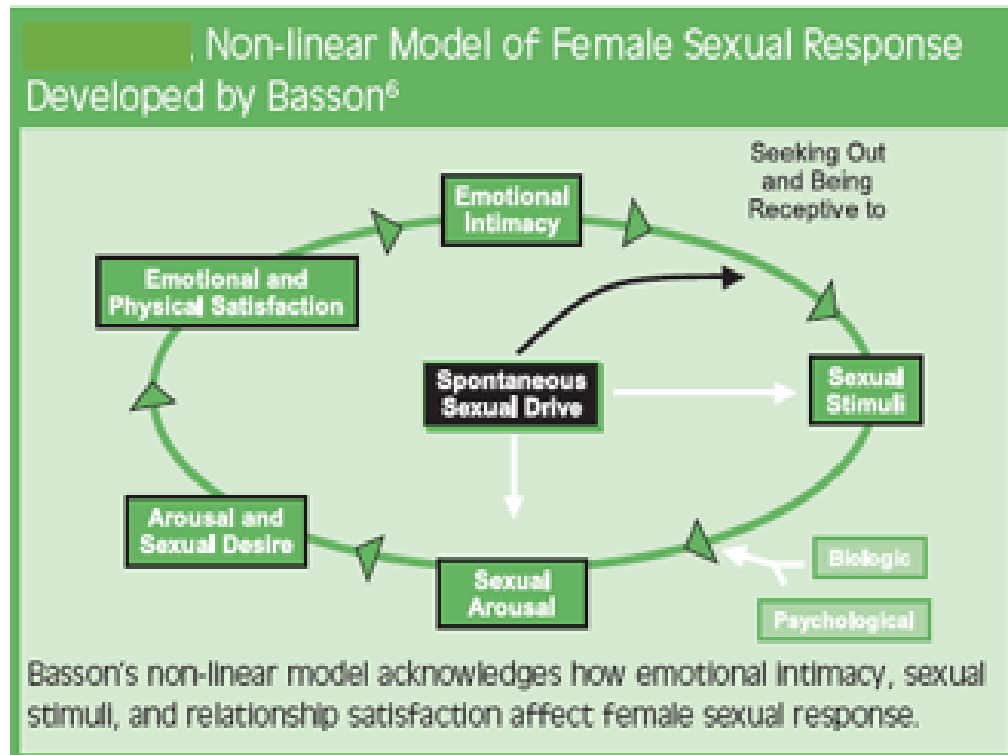 , Non-linear Model of Female Sexual Response
Developed by Basson⁶
Seeking Out
and Being
Receptive to
Emotional
Intimacy
Emotional and
Physical Satisfaction
Spontaneous
Sexual Drive
Sexual
Stimuli
Arousal and
Sexual Desire
Sexual
Arousal
Biologic
Psychological
Basson's non-linear model acknowledges how emotional intimacy, sexual
stimuli, and relationship satisfaction affect female sexual response.